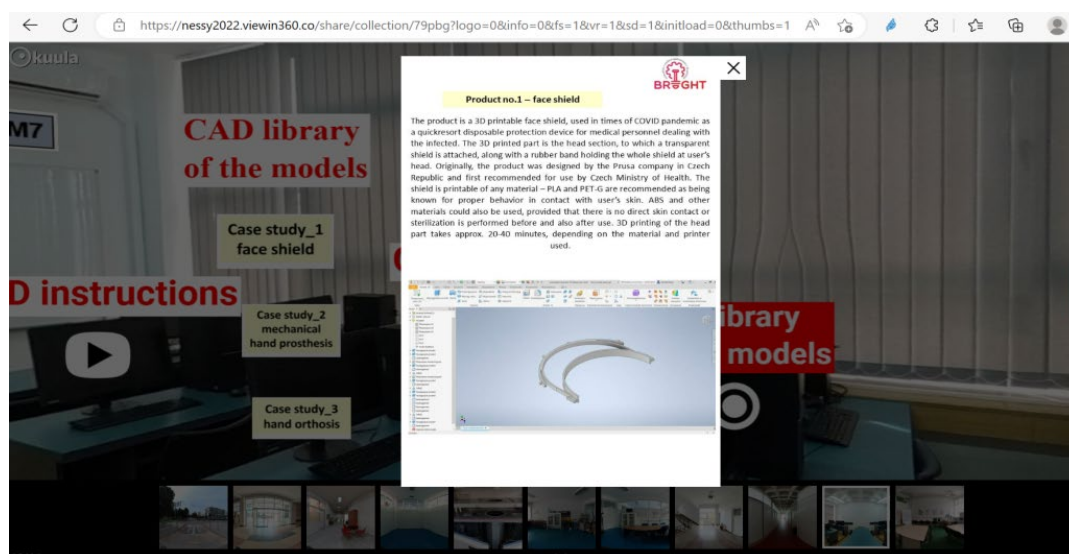 https://nessy2022.viewin360.co/share/collection/79pbg?logo=0&info=0&fs=1&vr=1&sd=1&initload=0&thumbs=1
kuula
M7
CAD library
of the models
Case study_1
face shield
D instructions
Case study_2
mechanical
hand prosthesis
Case study_3
hand orthosis
BRIGHT
Product no.1 – face shield
The product is a 3D printable face shield, used in times of COVID pandemic as
a quickresort disposable protection device for medical personnel dealing with
the infected. The 3D printed part is the head section, to which a transparent
shield is attached, along with a rubber band holding the whole shield at user's
head. Originally, the product was designed by the Prusa company in Czech
Republic and first recommended for use by Czech Ministry of Health. The
shield is printable of any material – PLA and PET-G are recommended as being
known for proper behavior in contact with user's skin. ABS and other
materials could also be used, provided that there is no direct skin contact or
sterilization is performed before and also after use. 3D printing of the head
part takes approx. 20-40 minutes, depending on the material and printer
used.
ibrary
models